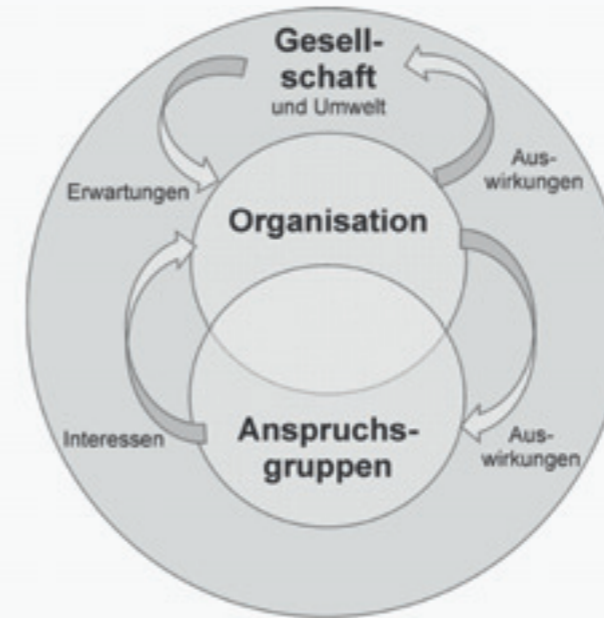 Gesell-
schaft
und Umwelt
Erwartungen
Aus-
wirkungen
Organisation
Interessen
Anspruchs-
gruppen
Aus-
wirkungen